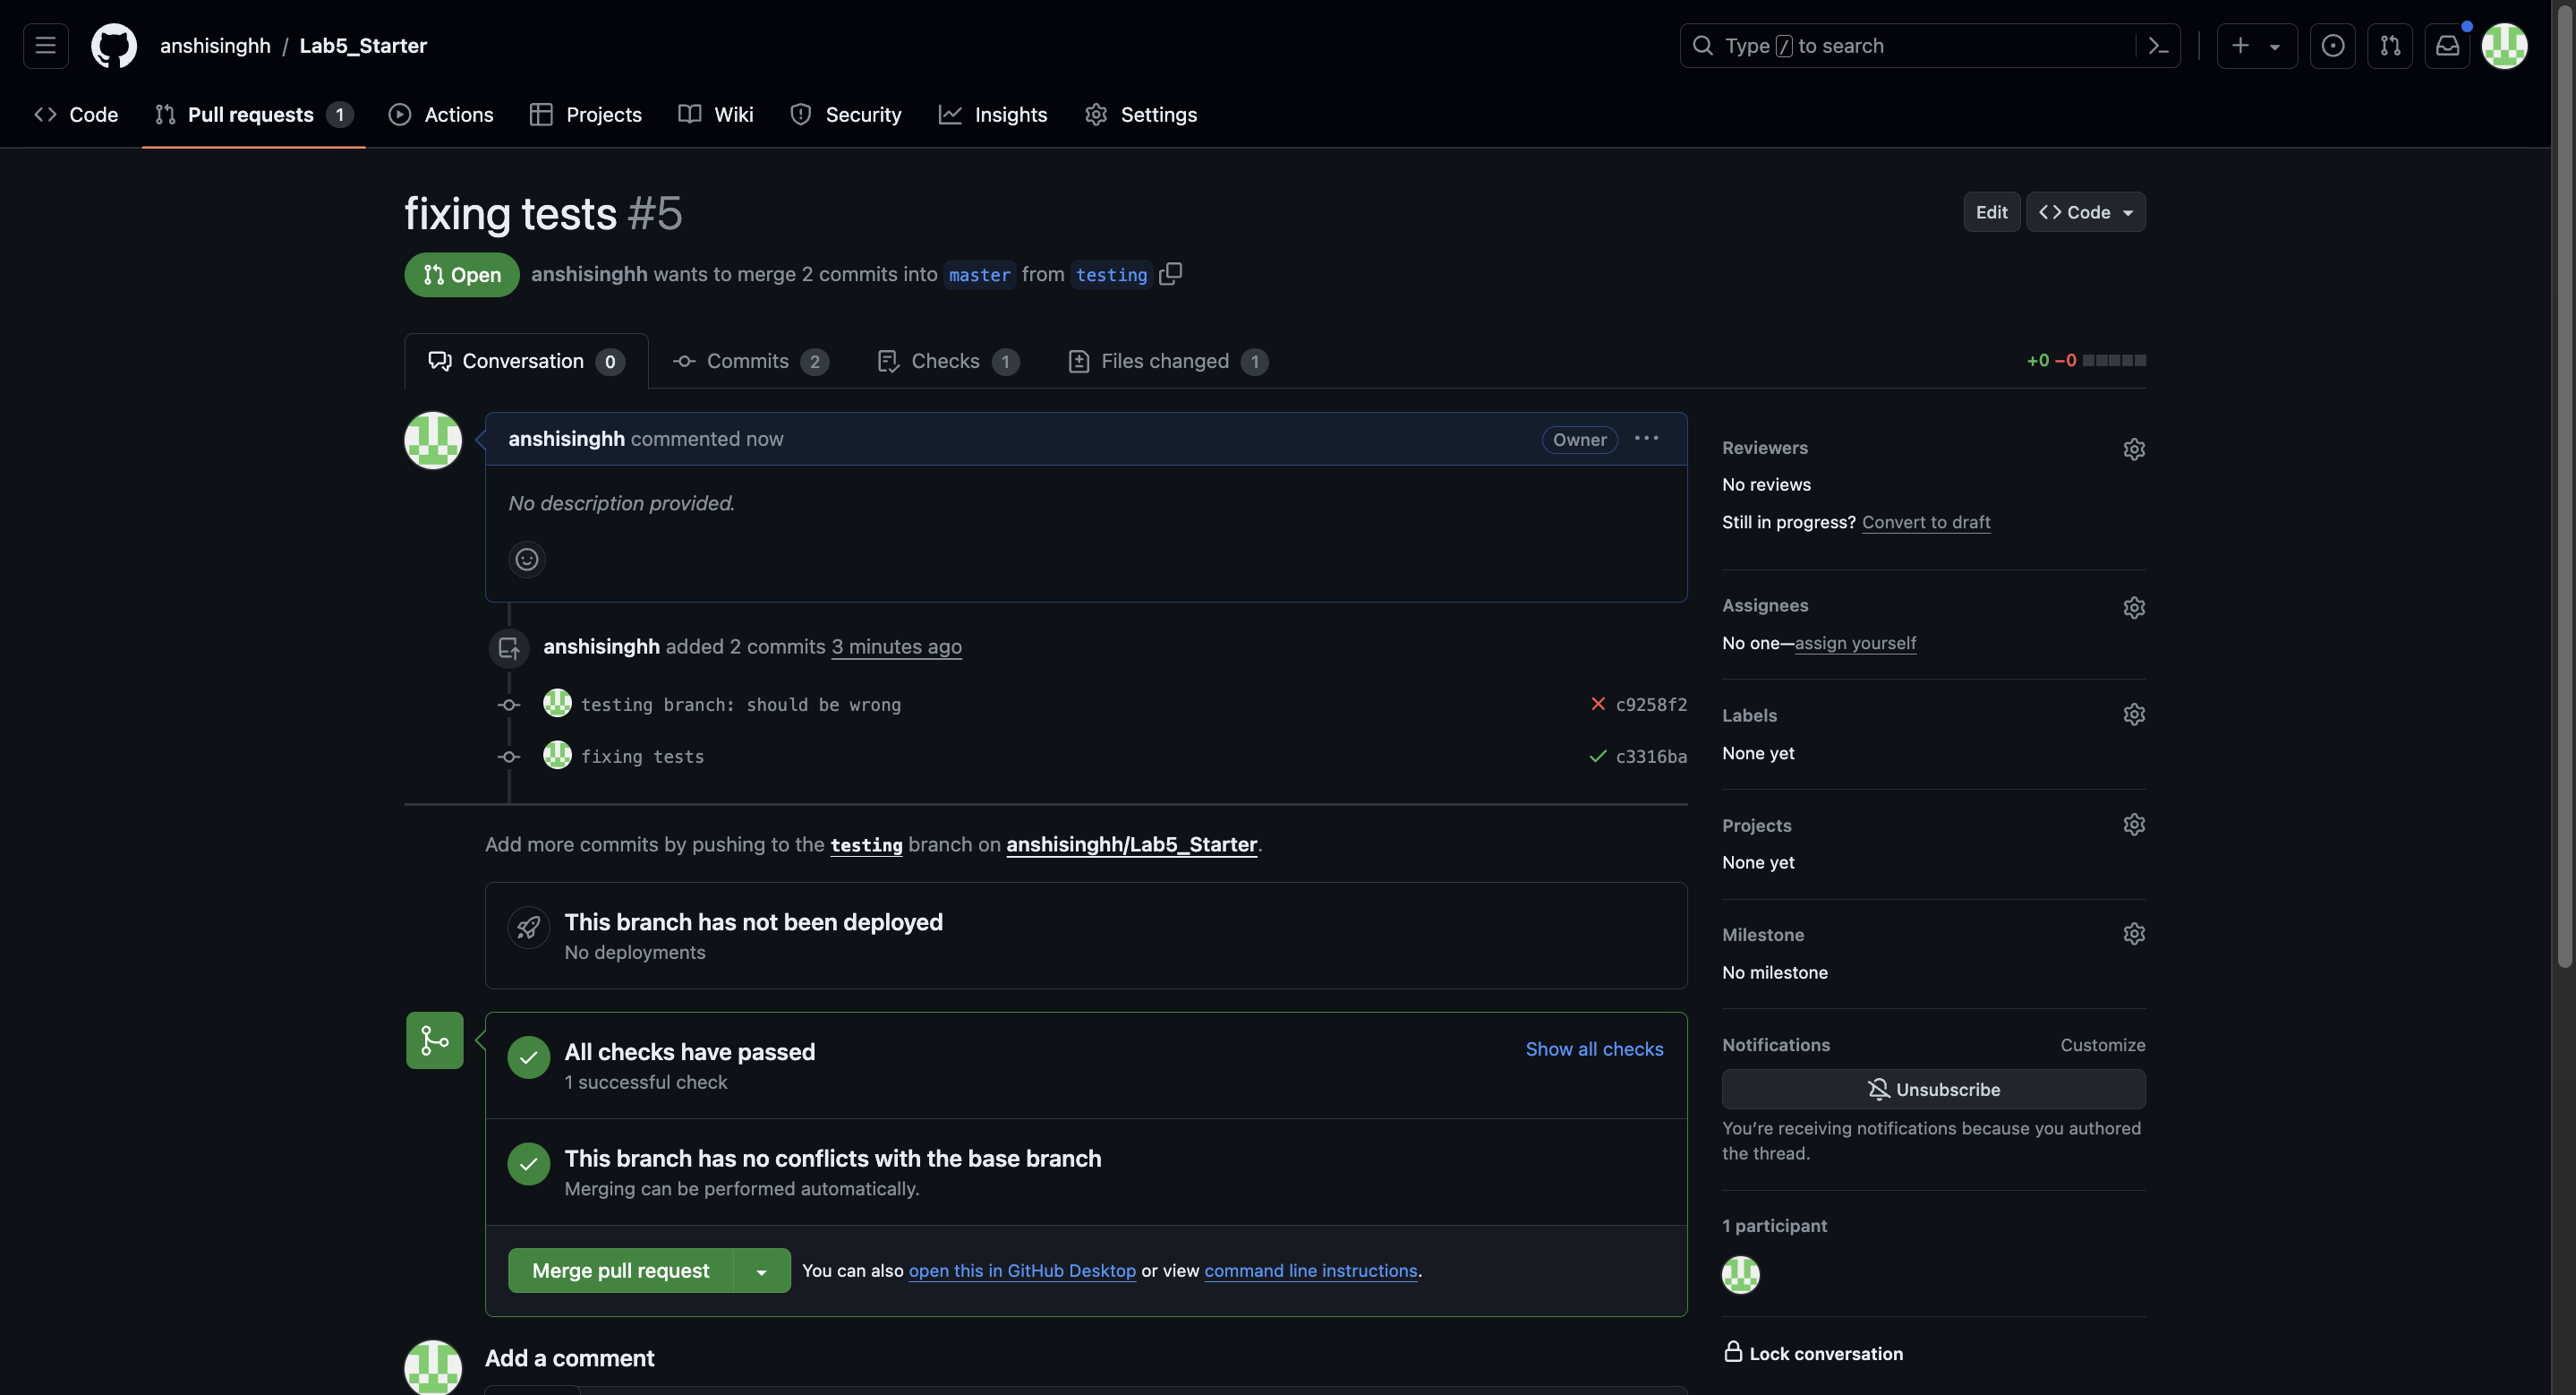 anshisinghh / Lab5_Starter
Type / to search
Code
Pull requests 1
Actions
Projects
Wiki
Security
Insights
Settings
fixing tests #5
Edit
Code
Open
anshisinghh wants to merge 2 commits into master from testing
Conversation 0
Commits 2
Checks 1
Files changed 1
+0 −0
anshisinghh commented now
Owner
No description provided.
anshisinghh added 2 commits 3 minutes ago
testing branch: should be wrong
c9258f2
fixing tests
c3316ba
Add more commits by pushing to the testing branch on anshisinghh/Lab5_Starter.
This branch has not been deployed
No deployments
All checks have passed
1 successful check
Show all checks
This branch has no conflicts with the base branch
Merging can be performed automatically.
Merge pull request
You can also open this in GitHub Desktop or view command line instructions.
Add a comment
Reviewers
No reviews
Still in progress? Convert to draft
Assignees
No one—assign yourself
Labels
None yet
Projects
None yet
Milestone
No milestone
Notifications
Customize
Unsubscribe
You’re receiving notifications because you authored
the thread.
1 participant
Lock conversation